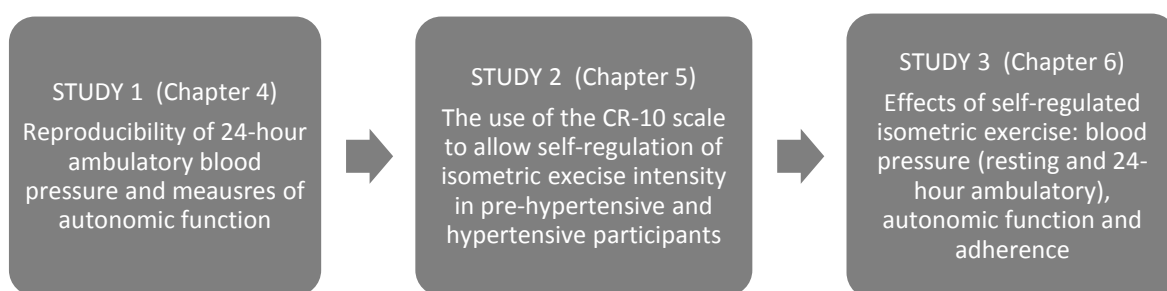 STUDY 1  (Chapter 4)
Reproducibility of 24-hour
ambulatory blood
pressure and meausres of
autonomic function
STUDY 2  (Chapter 5)
The use of the CR-10 scale
to allow self-regulation of
isometric execise intensity
in pre-hypertensive and
hypertensive participants
STUDY 3  (Chapter 6)
Effects of self-regulated
isometric exercise: blood
pressure (resting and 24-
hour ambulatory),
autonomic function and
adherence